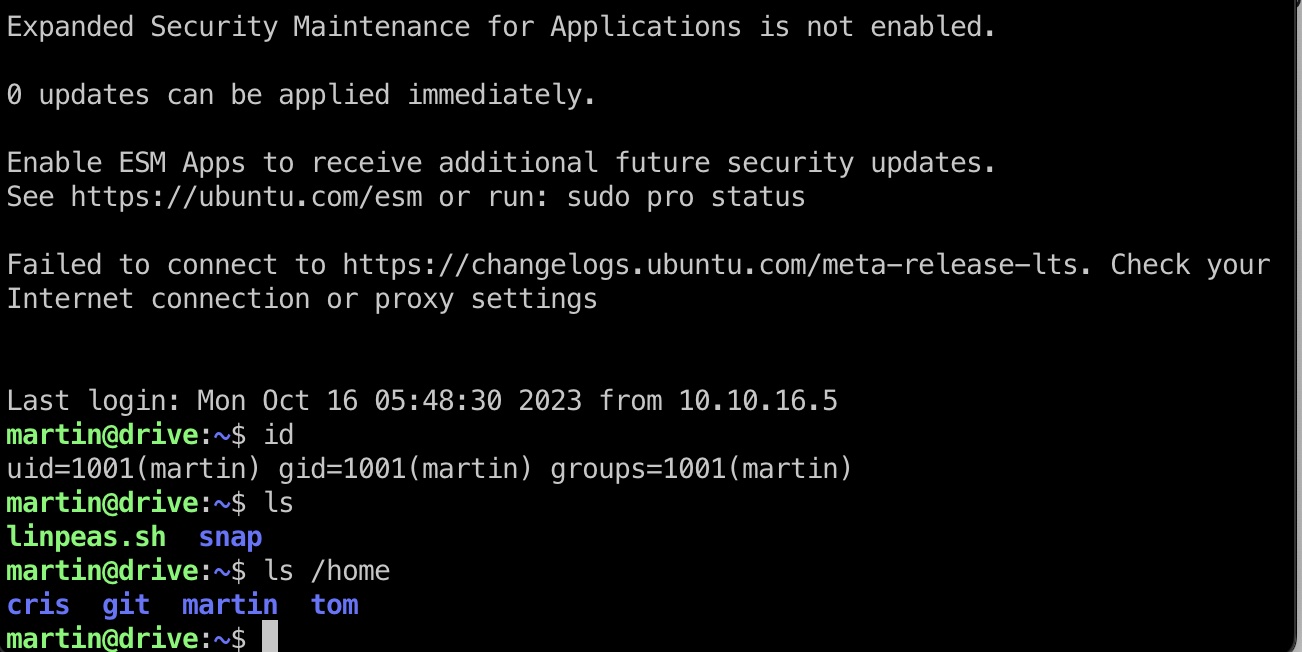 Expanded Security Maintenance for Applications is not enabled.
0 updates can be applied immediately.
Enable ESM Apps to receive additional future security updates.
See https://ubuntu.com/esm or run: sudo pro status
Failed to connect to https://changelogs.ubuntu.com/meta-release-lts. Check your
Internet connection or proxy settings
Last login: Mon Oct 16 05:48:30 2023 from 10.10.16.5
martin@drive:~$ id
uid=1001(martin) gid=1001(martin) groups=1001(martin)
martin@drive:~$ ls
linpeas.sh  snap
martin@drive:~$ ls /home
cris  git  martin  tom
martin@drive:~$